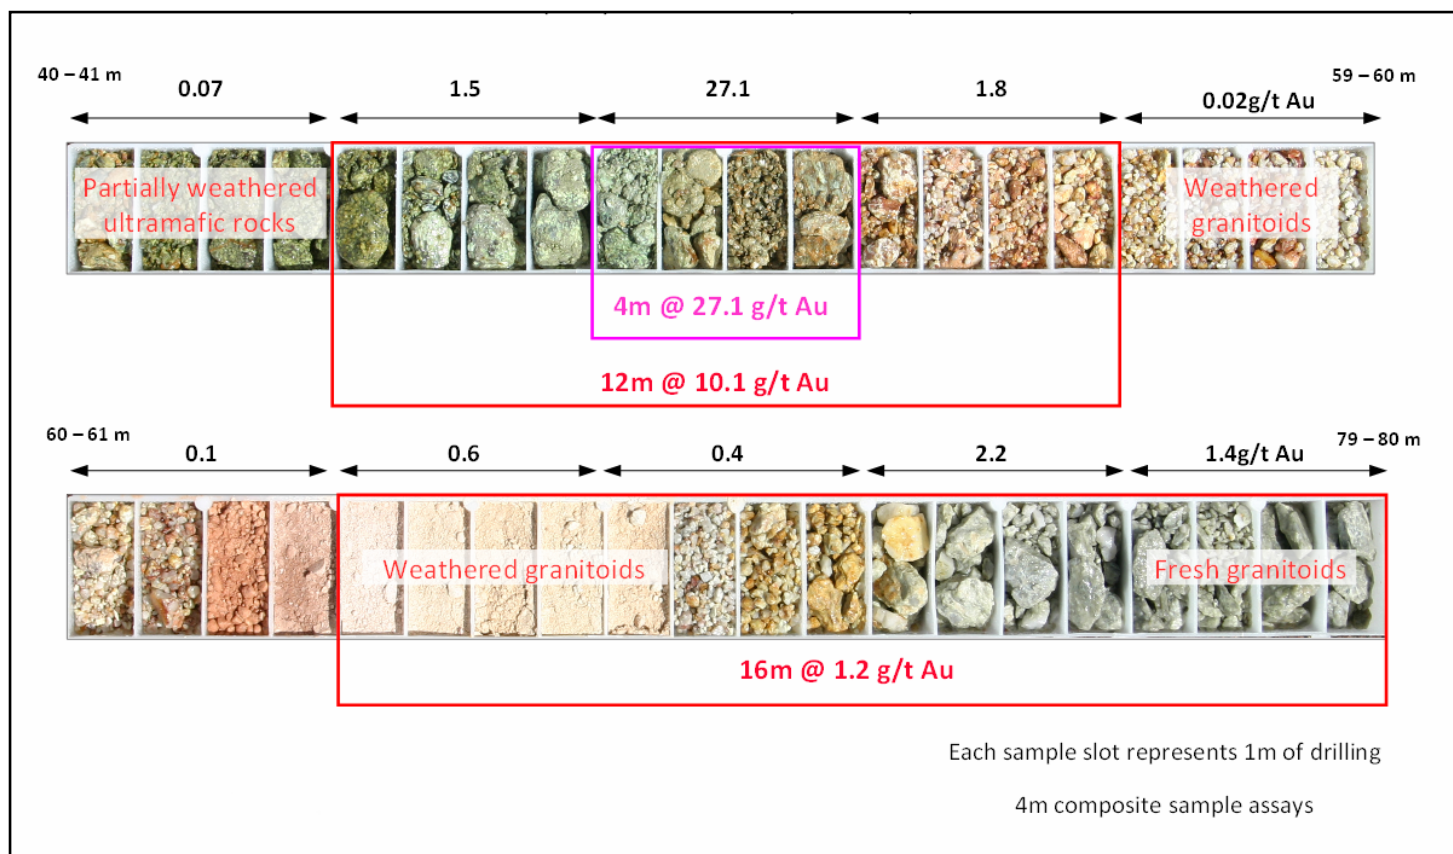 40 – 41 m
0.07
1.5
27.1
1.8
0.02g/t Au
59 – 60 m
Partially weathered
ultramafic rocks
Weathered
granitoids
4m @ 27.1 g/t Au
12m @ 10.1 g/t Au
60 – 61 m
0.1
0.6
0.4
2.2
1.4g/t Au
79 – 80 m
Weathered granitoids
Fresh granitoids
16m @ 1.2 g/t Au
Each sample slot represents 1m of drilling
4m composite sample assays